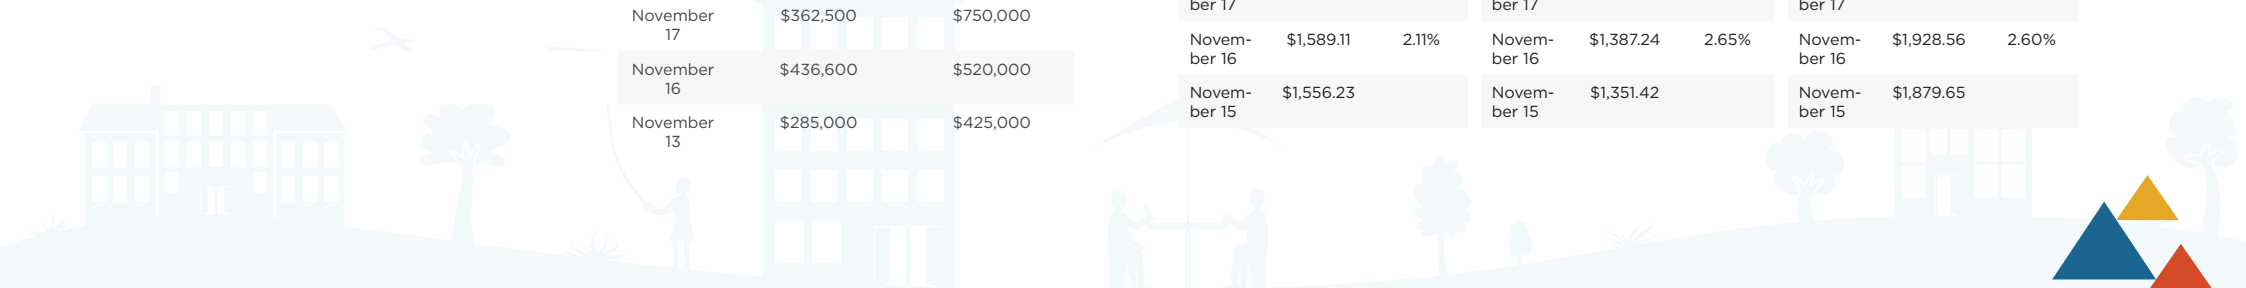 November $362,500 $750,000
17
November $436,600 $520,000
16
November $285,000 $425,000
13
ber 17
Novem- $1,589.11 2.11%
ber 16
Novem- $1,556.23
ber 15
ber 17
Novem- $1,387.24 2.65%
ber 16
Novem- $1,351.42
ber 15
ber 17
Novem- $1,928.56 2.60%
ber 16
Novem- $1,879.65
ber 15